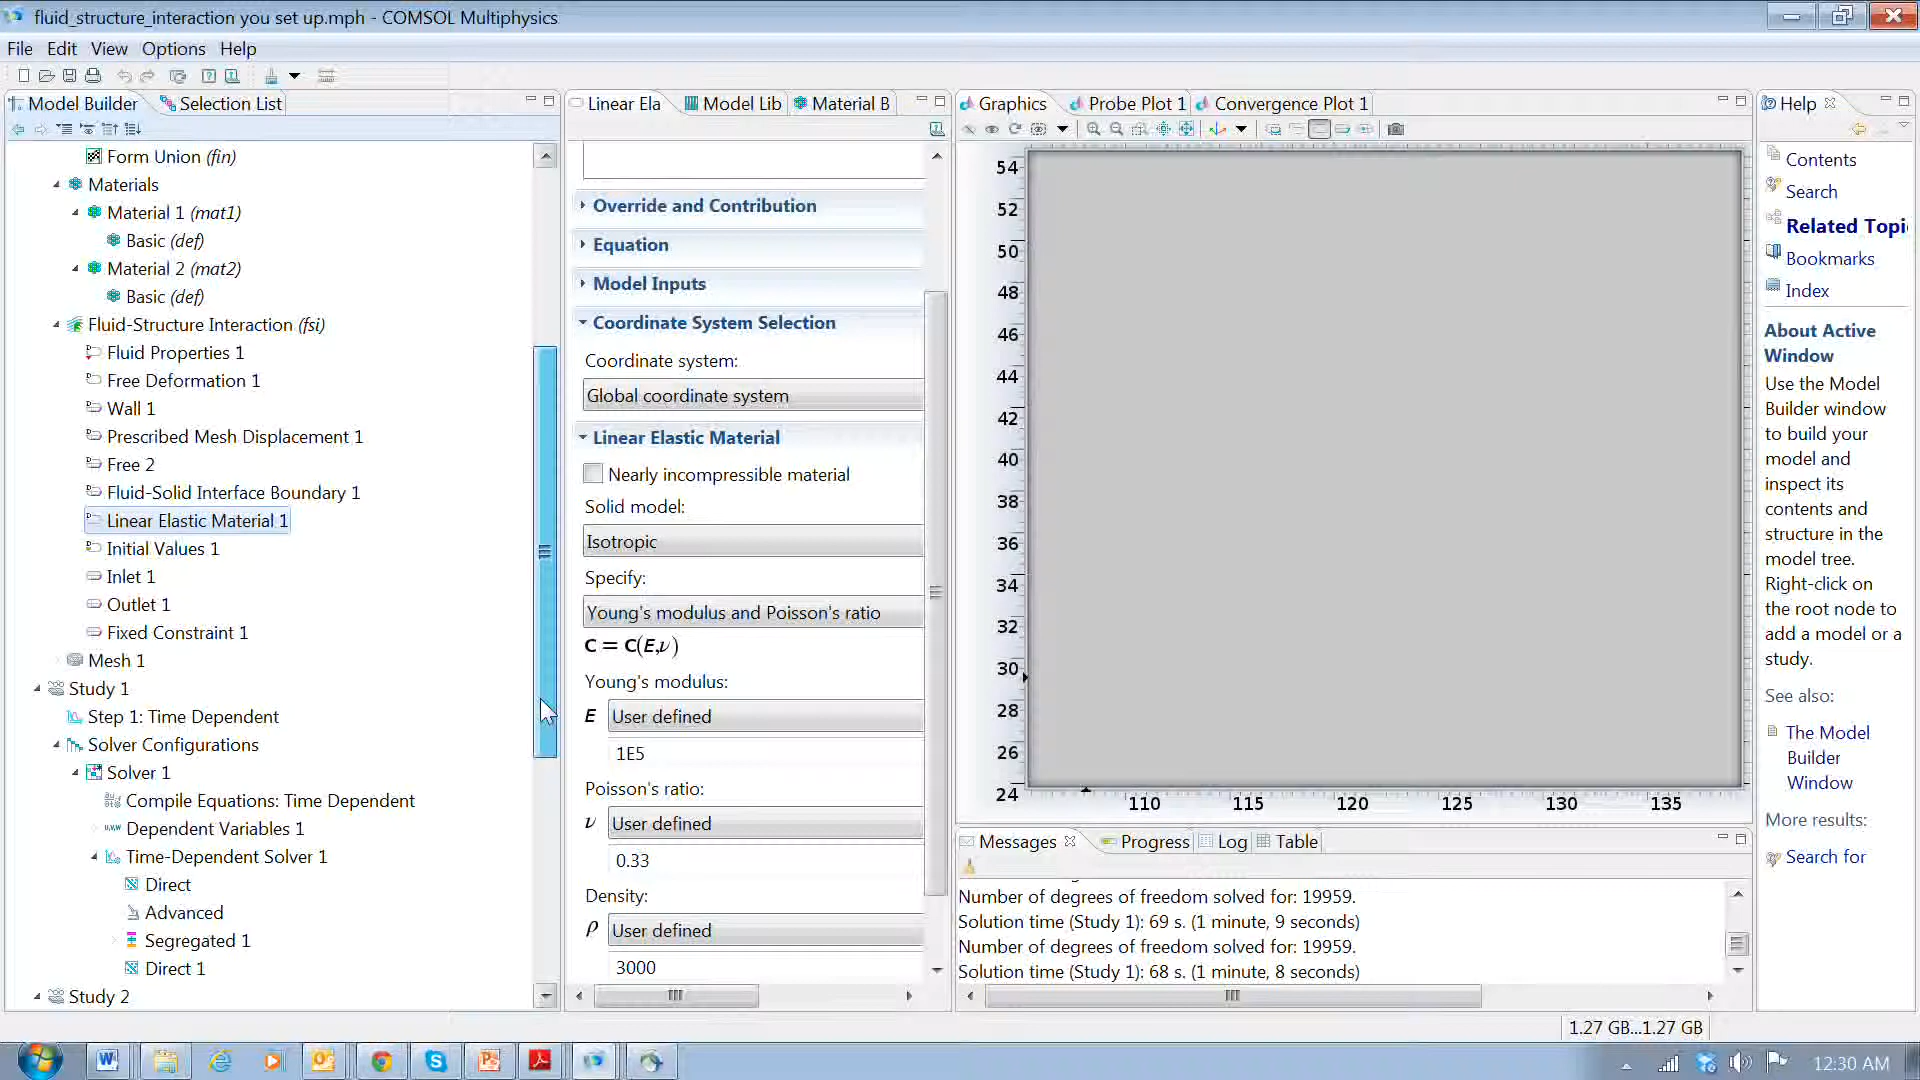 fluid_structure_interaction you set up.mph - COMSOL Multiphysics
File Edit View Options Help
Model Builder Selection List
Form Union (fin)
Materials
Material 1 (mat1)
Basic (def)
Material 2 (mat2)
Basic (def)
Fluid-Structure Interaction (fsi)
Fluid Properties 1
Free Deformation 1
Wall 1
Prescribed Mesh Displacement 1
Free 2
Fluid-Solid Interface Boundary 1
Linear Elastic Material 1
Initial Values 1
Inlet 1
Outlet 1
Fixed Constraint 1
Mesh 1
Study 1
Step 1: Time Dependent
Solver Configurations
Solver 1
Compile Equations: Time Dependent
Dependent Variables 1
Time-Dependent Solver 1
Direct
Advanced
Segregated 1
Direct 1
Study 2
Linear Ela Model Lib Material B
Override and Contribution
Equation
Model Inputs
Coordinate System Selection
Coordinate system:
Global coordinate system
Linear Elastic Material
Nearly incompressible material
Solid model:
Isotropic
Specify:
Young's modulus and Poisson's ratio
C = C(E,ν)
Young's modulus:
E User defined
1E5
Poisson's ratio:
ν User defined
0.33
Density:
ρ User defined
3000
Graphics Probe Plot 1 Convergence Plot 1
54
52
50
48
46
44
42
40
38
36
34
32
30
28
26
24
110 115 120 125 130 135
Messages Progress Log Table
Number of degrees of freedom solved for: 19959.
Solution time (Study 1): 69 s. (1 minute, 9 seconds)
Number of degrees of freedom solved for: 19959.
Solution time (Study 1): 68 s. (1 minute, 8 seconds)
Help
Contents
Search
Related Topi
Bookmarks
Index
About Active
Window
Use the Model
Builder window
to build your
model and
inspect its
contents and
structure in the
model tree.
Right-click on
the root node to
add a model or a
study.
See also:
The Model
Builder
Window
More results:
Search for
1.27 GB...1.27 GB
12:30 AM